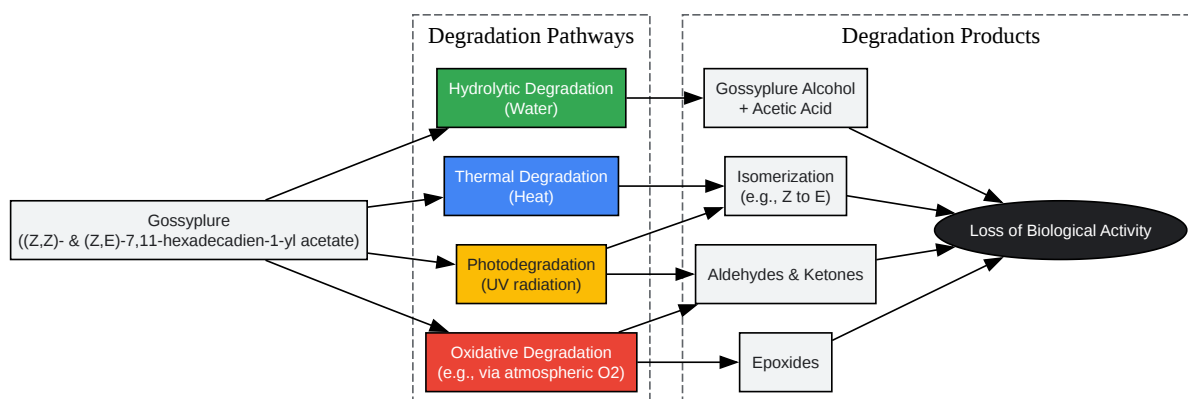 Degradation Pathways
Degradation Products
Hydrolytic Degradation
(Water)
Gossyplure Alcohol
+ Acetic Acid
Thermal Degradation
(Heat)
Isomerization
(e.g., Z to E)
Gossyplure
((Z,Z)- & (Z,E)-7,11-hexadecadien-1-yl acetate)
Loss of Biological Activity
Photodegradation
(UV radiation)
Aldehydes & Ketones
Oxidative Degradation
(e.g., via atmospheric O2)
Epoxides